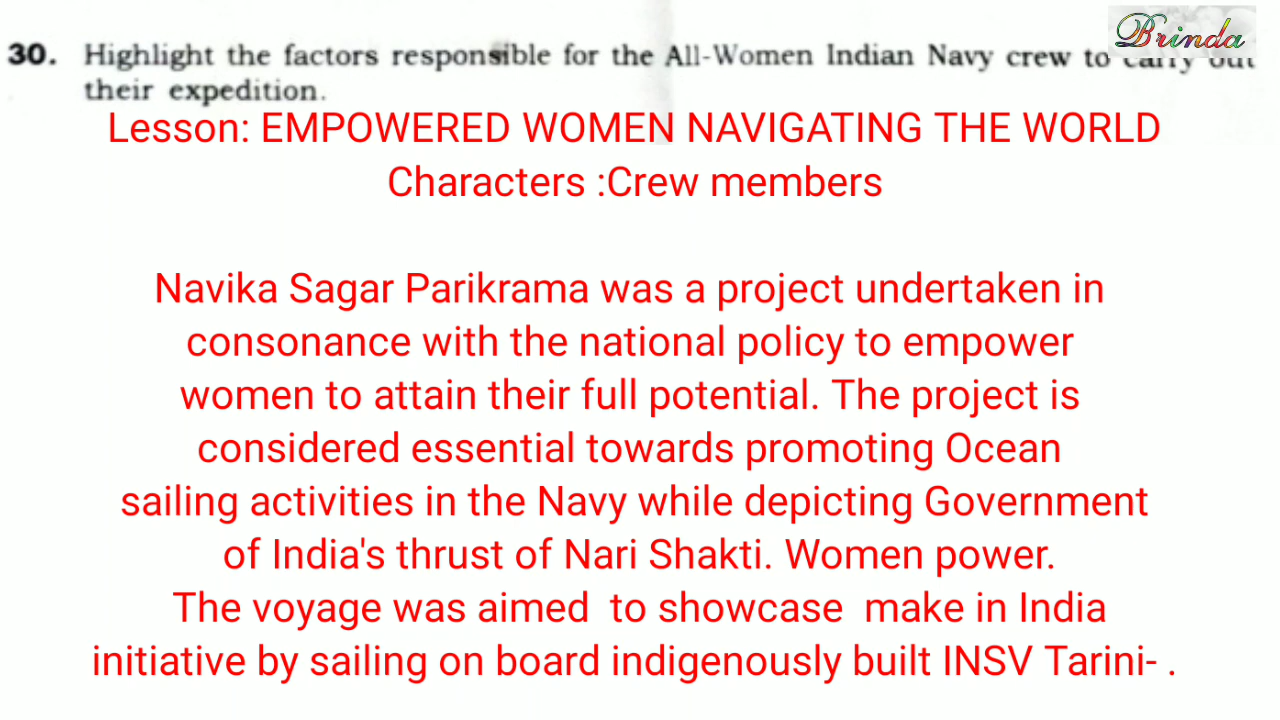 Brinda
30. Highlight the factors responsible for the All-Women Indian Navy crew to carry out
their expedition.
Lesson: EMPOWERED WOMEN NAVIGATING THE WORLD
Characters :Crew members
Navika Sagar Parikrama was a project undertaken in
consonance with the national policy to empower
women to attain their full potential. The project is
considered essential towards promoting Ocean
sailing activities in the Navy while depicting Government
of India's thrust of Nari Shakti. Women power.
The voyage was aimed  to showcase  make in India
initiative by sailing on board indigenously built INSV Tarini- .